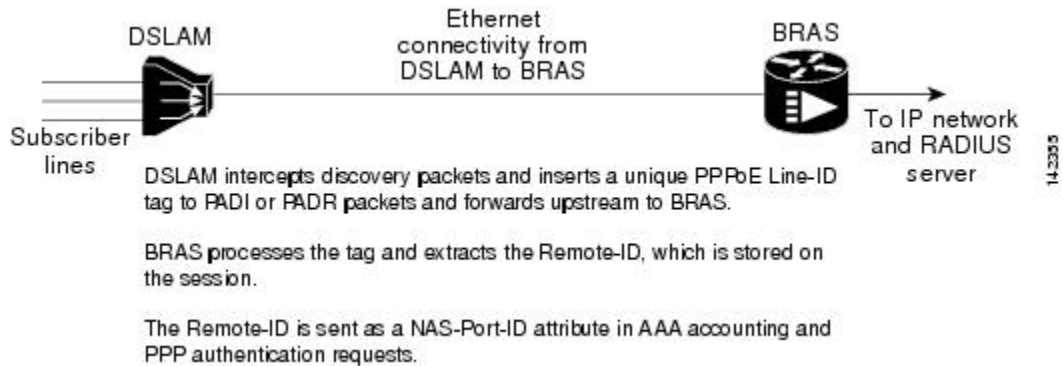 DSLAM
Ethernet
connectivity from
DSLAM to BRAS
BRAS
Subscriber
lines
To IP network
and RADIUS
server
142355
DSLAM intercepts discovery packets and inserts a unique PPPoE Line-ID
tag to PADI or PADR packets and forwards upstream to BRAS.
BRAS processes the tag and extracts the Remote-ID, which is stored on
the session.
The Remote-ID is sent as a NAS-Port-ID attribute in AAA accounting and
PPP authentication requests.